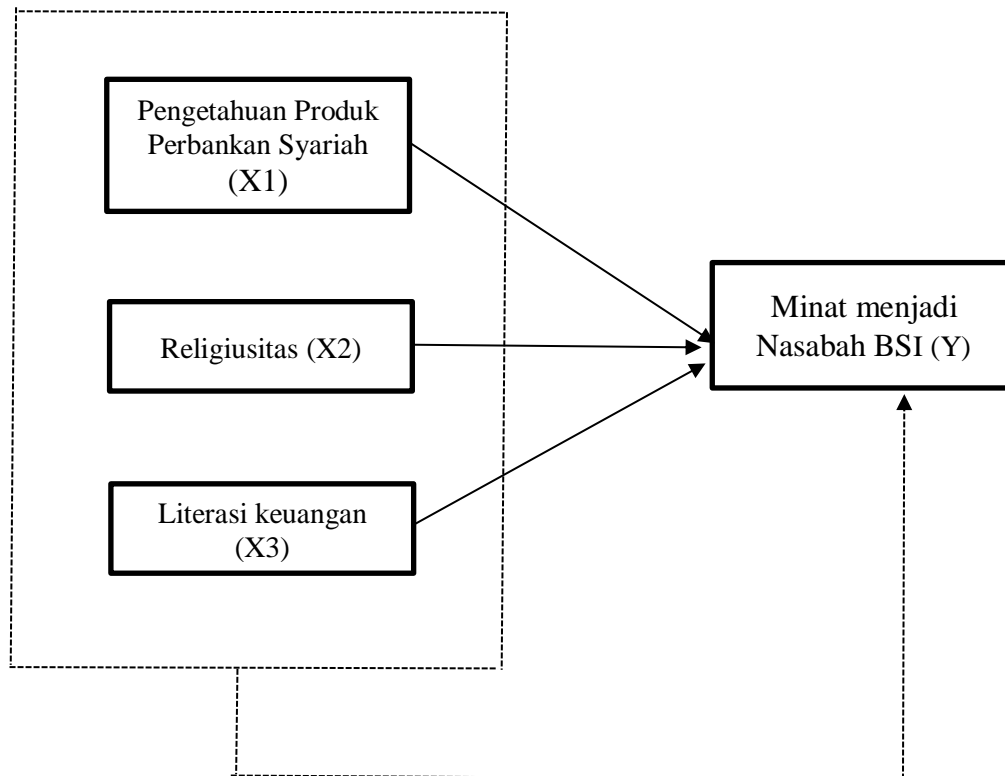 Pengetahuan Produk
Perbankan Syariah
(X1)
Religiusitas (X2)
Literasi keuangan
(X3)
Minat menjadi
Nasabah BSI (Y)